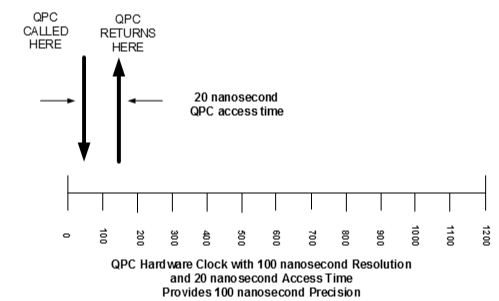 QPC
CALLED
HERE
QPC
RETURNS
HERE
20 nanosecond
QPC access time
0
100
200
300
400
500
600
700
800
900
1000
1100
1200
QPC Hardware Clock with 100 nanosecond Resolution
and 20 nanosecond Access Time
Provides 100 nanosecond Precision